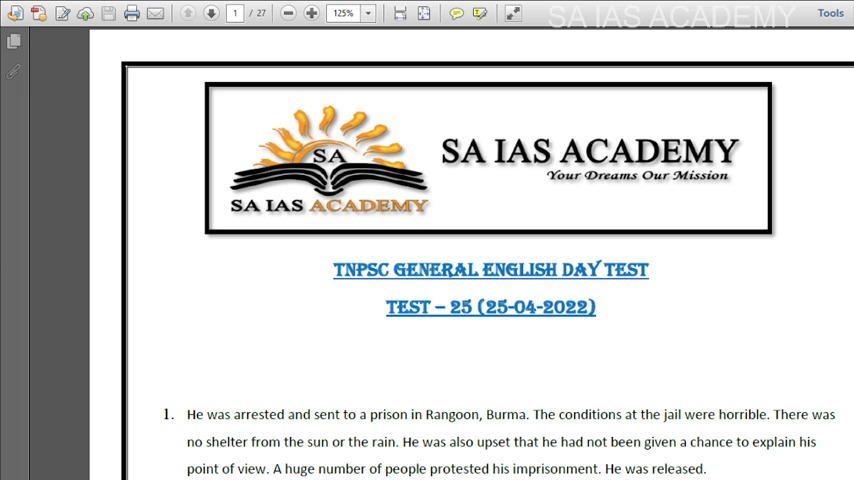 1 / 27 125% Tools
SA IAS ACADEMY
SA
SA IAS ACADEMY
SA IAS ACADEMY
Your Dreams Our Mission
TNPSC GENERAL ENGLISH DAY TEST
TEST – 25 (25-04-2022)
1. He was arrested and sent to a prison in Rangoon, Burma. The conditions at the jail were horrible. There was
no shelter from the sun or the rain. He was also upset that he had not been given a chance to explain his
point of view. A huge number of people protested his imprisonment. He was released.